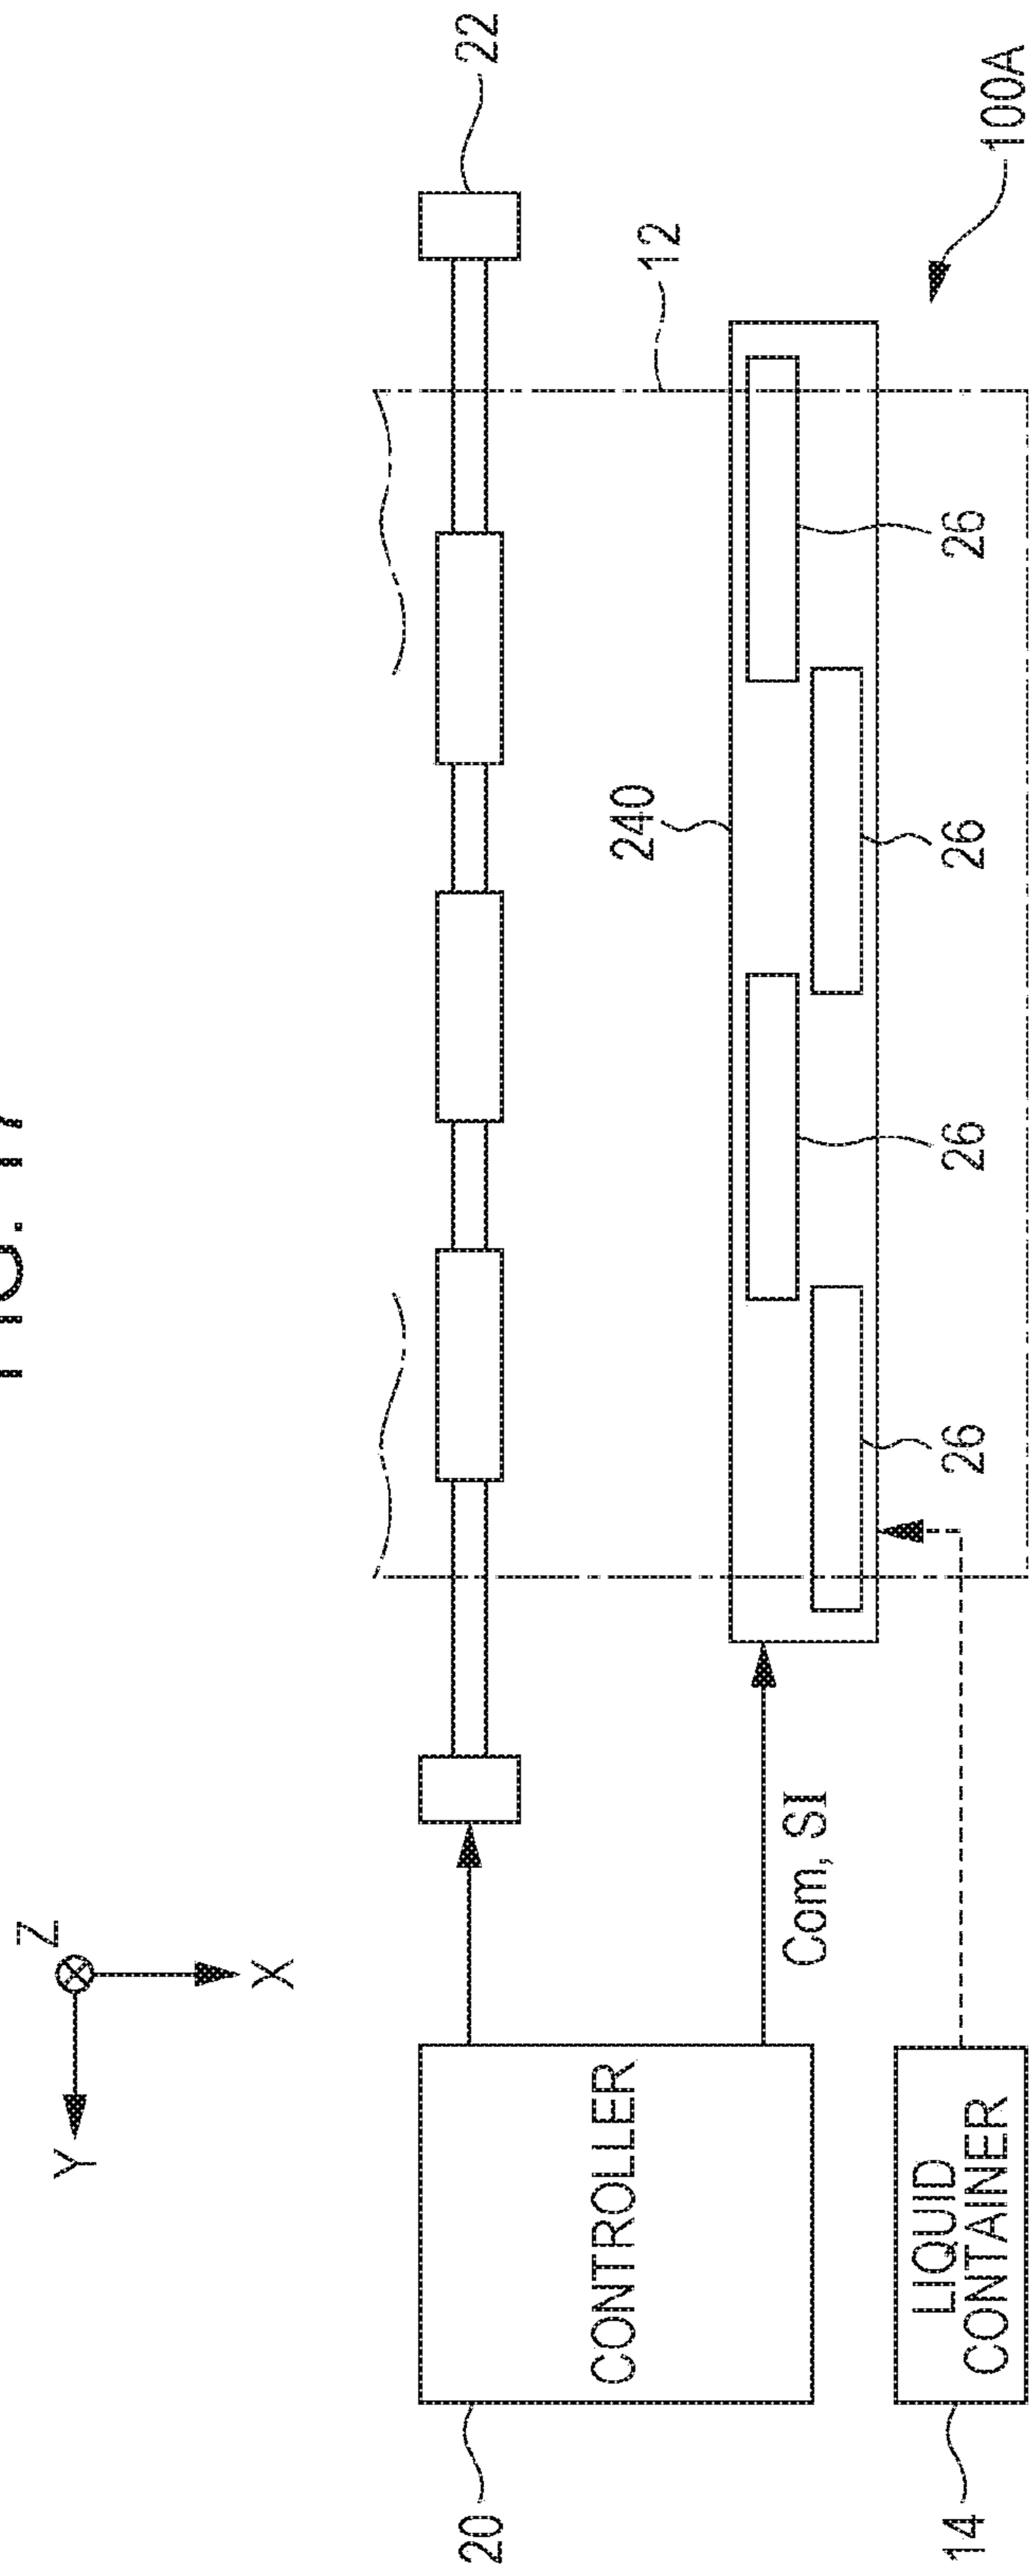 FIG. 17
Z
Y
X
20
22
CONTROLLER
240
12
Com, SI
14
LIQUID
CONTAINER
26
26
26
26
100A